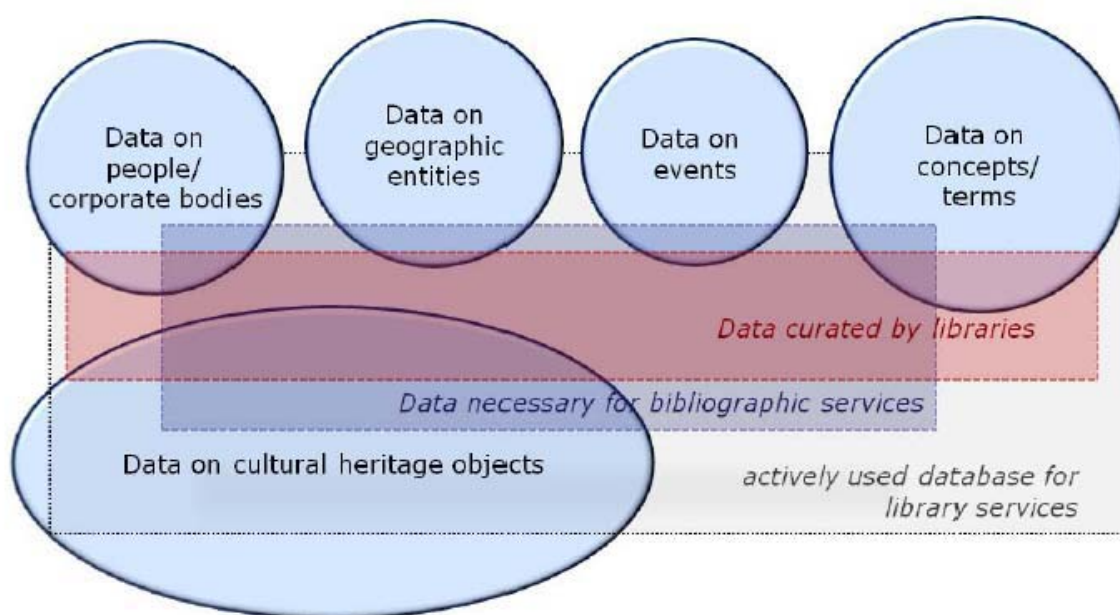 Data on
people/
corporate bodies
Data on
geographic
entities
Data on
events
Data on
concepts/
terms
Data curated by libraries
Data necessary for bibliographic services
Data on cultural heritage objects
actively used database for
library services